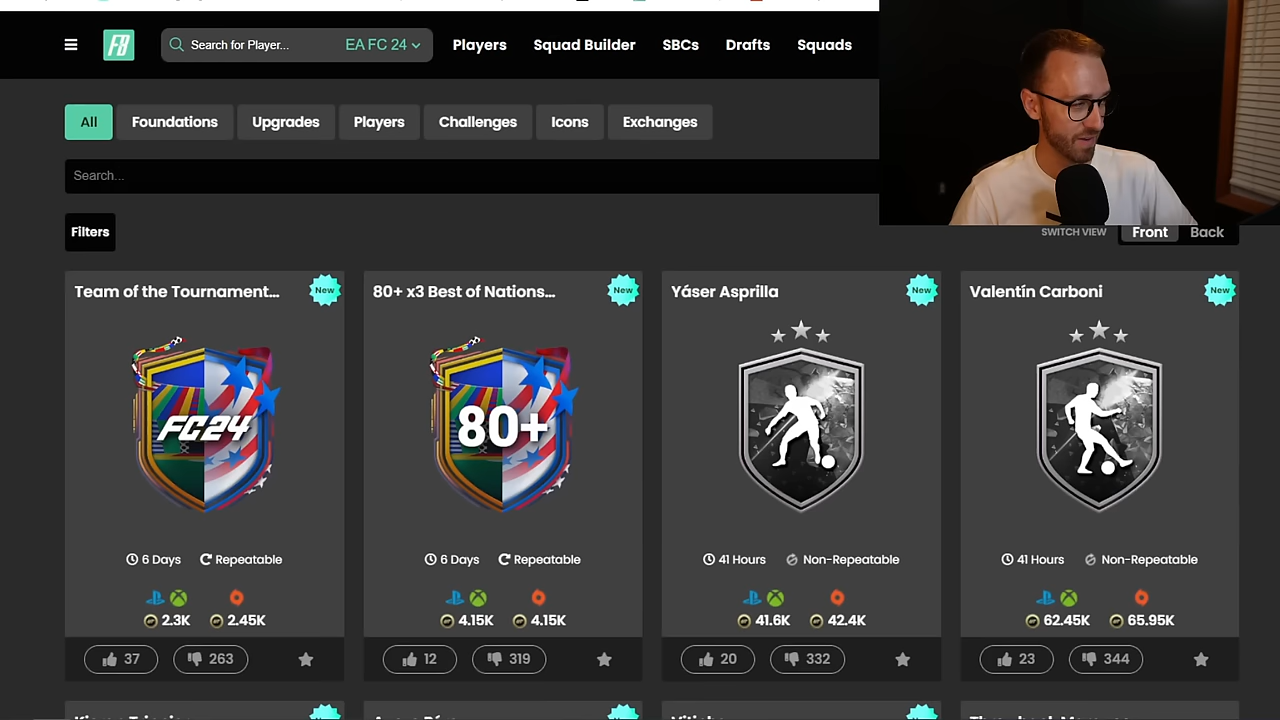 FB Search for Player... EA FC 24 Players Squad Builder SBCs Drafts Squads
All Foundations Upgrades Players Challenges Icons Exchanges
Search...
Filters SWITCH VIEW Front Back
Team of the Tournament... New 80+ x3 Best of Nations... New Yáser Asprilla New Valentín Carboni New
FC24 80+
6 Days Repeatable 6 Days Repeatable 41 Hours Non-Repeatable 41 Hours Non-Repeatable
2.3K 2.45K 4.15K 4.15K 41.6K 42.4K 62.45K 65.95K
37 263 12 319 20 332 23 344